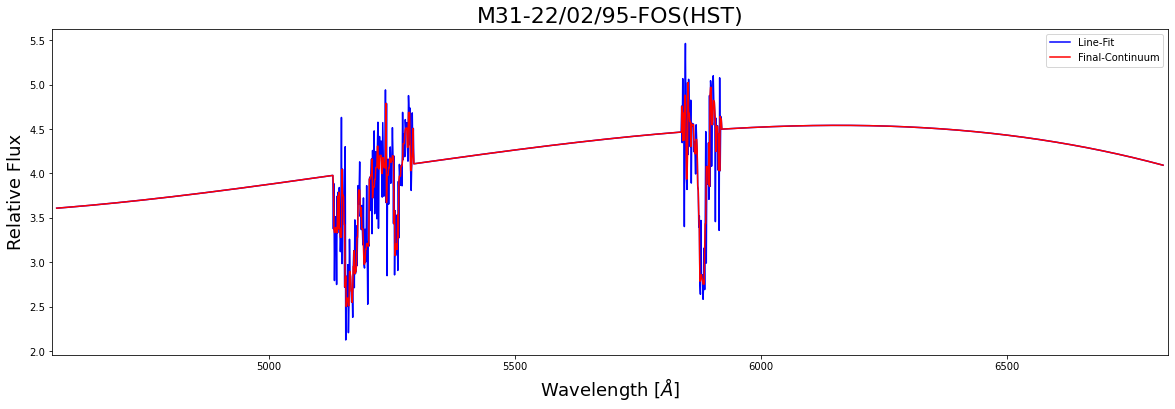 M31-22/02/95-FOS(HST)
Line-Fit
Final-Continuum
Relative Flux
5.5
5.0
4.5
4.0
3.5
3.0
2.5
2.0
5000 5500 6000 6500
Wavelength [Å]